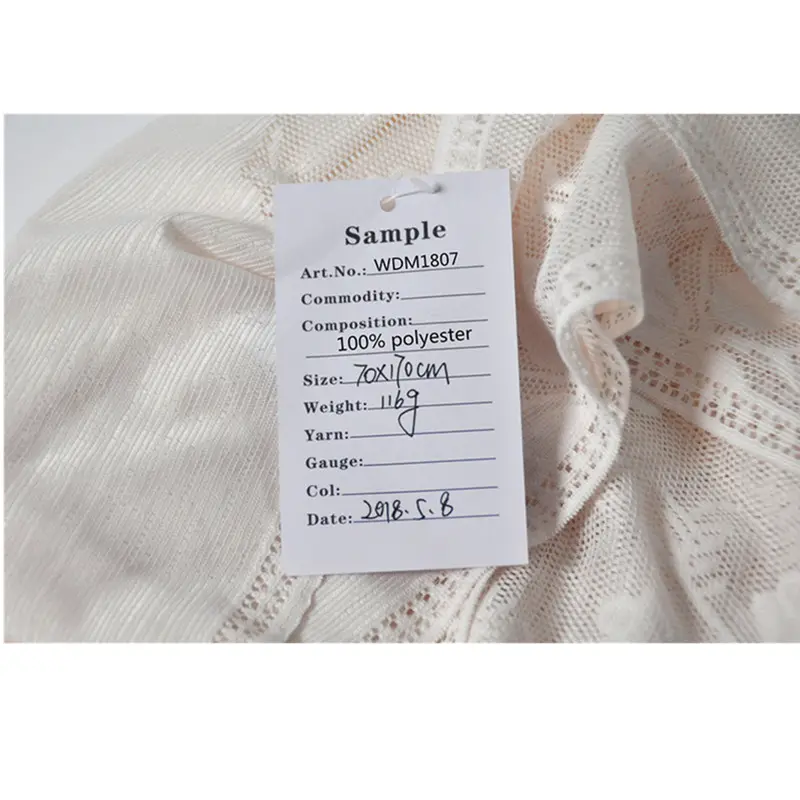 Sample
Art.No.: WDM1807
Commodity:
Composition:
100% polyester
Size: 70X170cm
Weight: 116g
Yarn:
Gauge:
Col:
Date: 2018.5.8